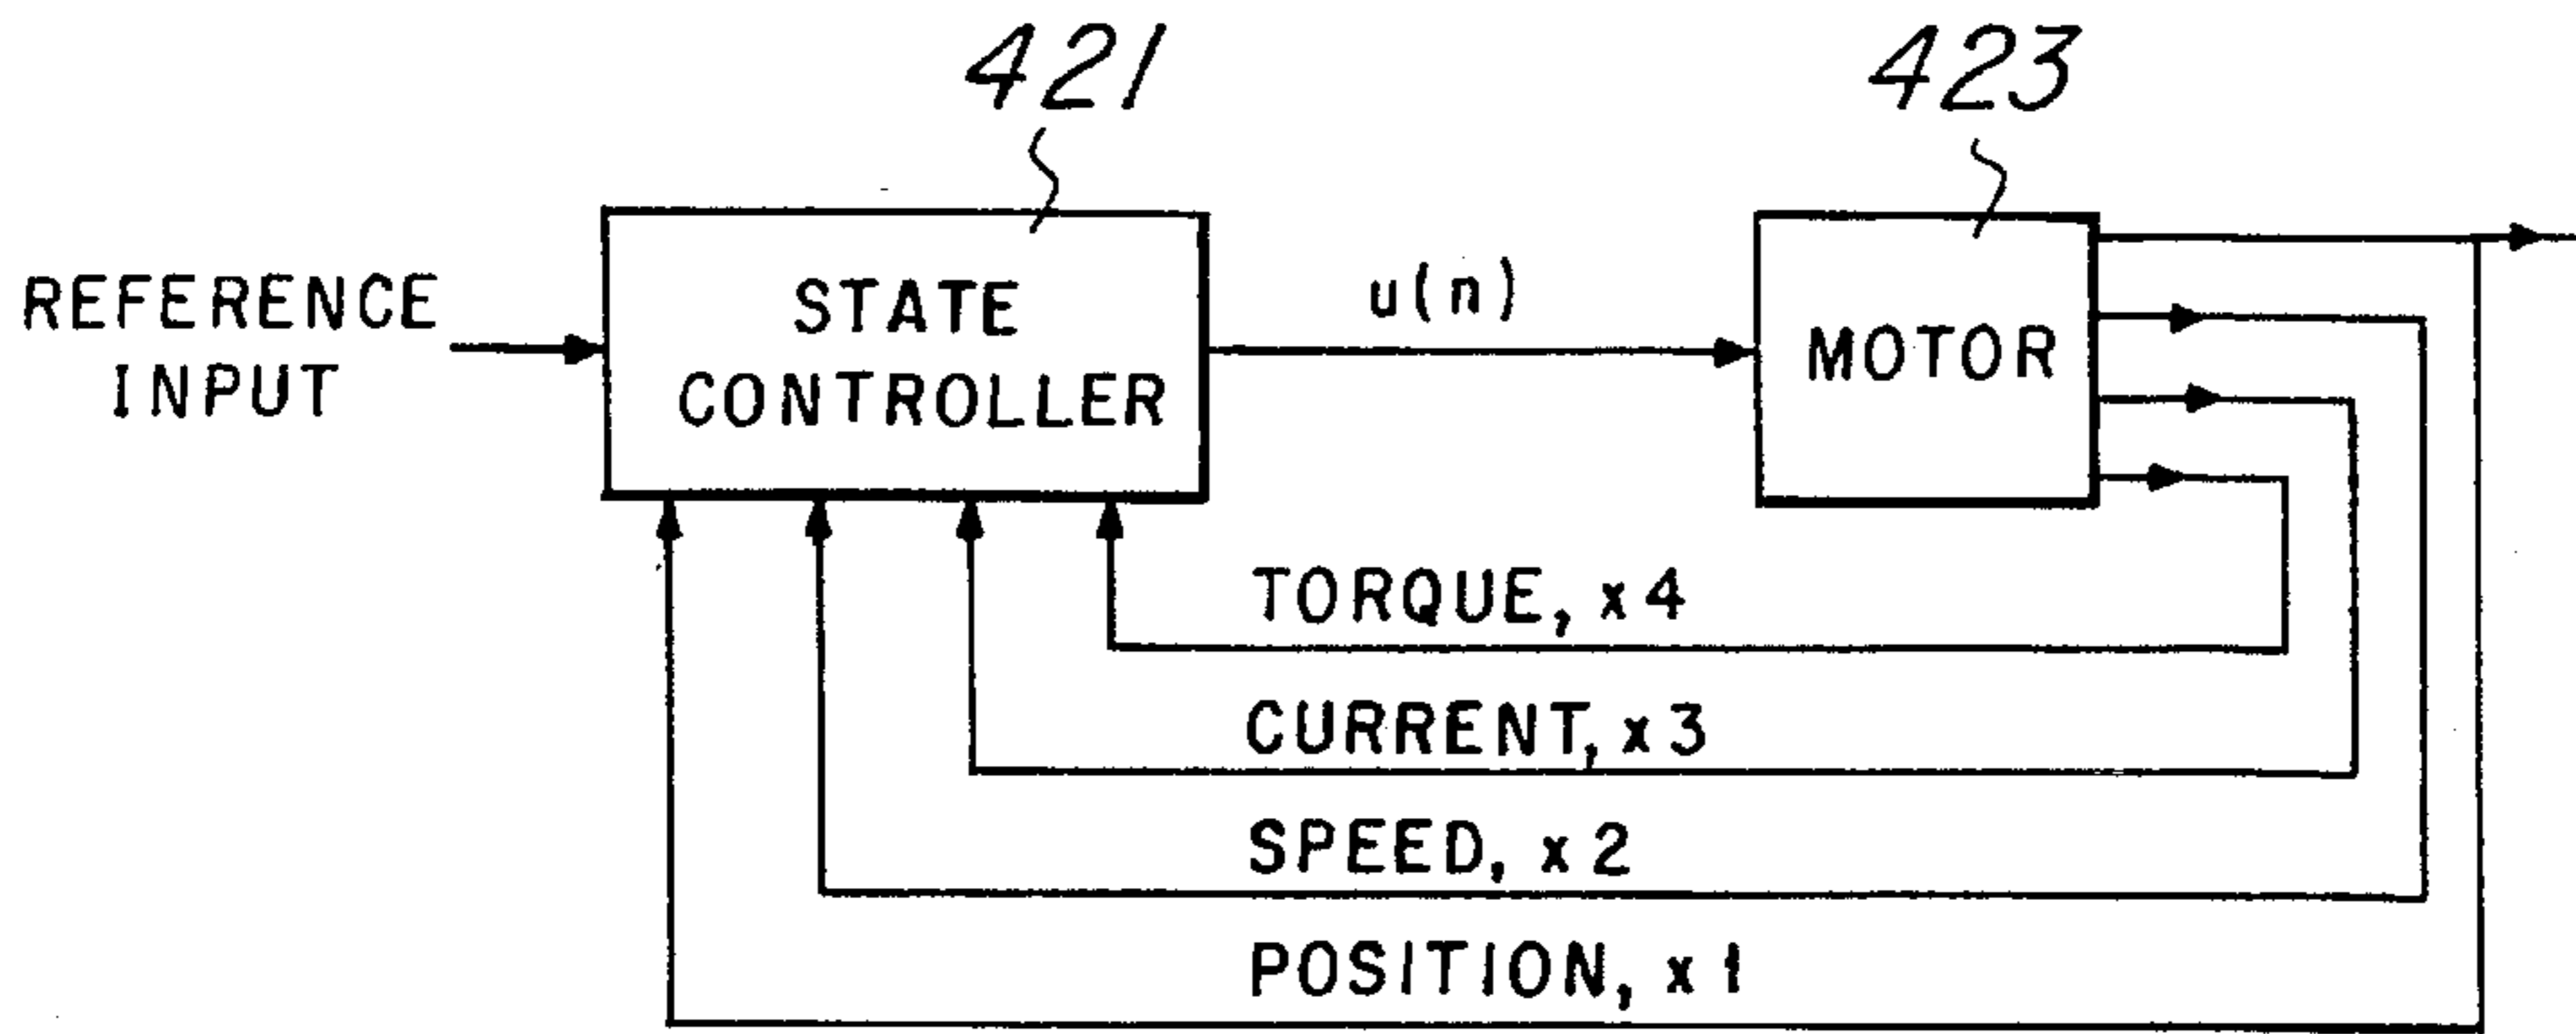 421
423
REFERENCE
INPUT
STATE
CONTROLLER
u(n)
MOTOR
TORQUE, x4
CURRENT, x3
SPEED, x2
POSITION, x1